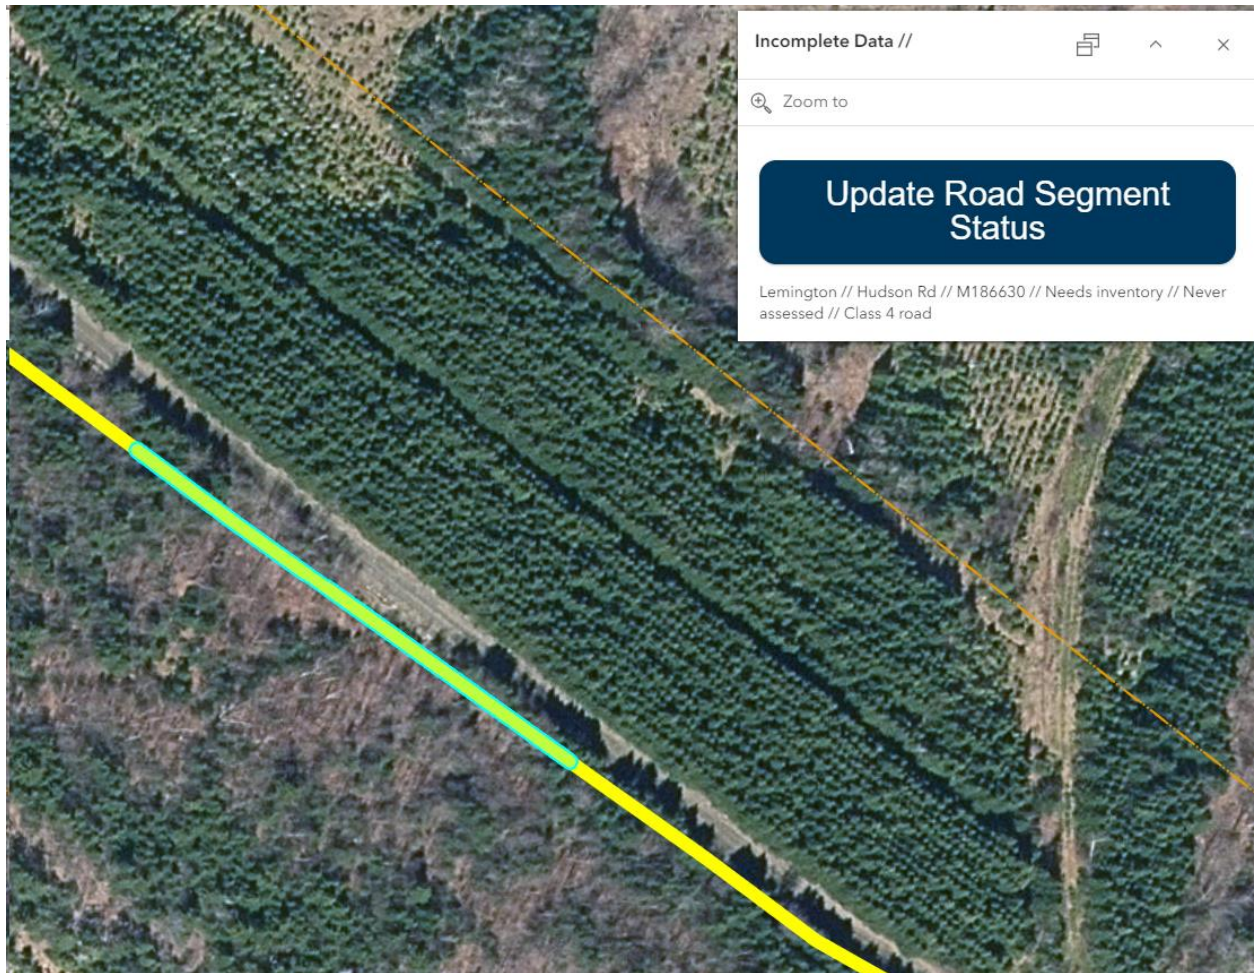 Incomplete Data //
Zoom to
Update Road Segment
Status
Lemington // Hudson Rd // M186630 // Needs inventory // Never
assessed // Class 4 road